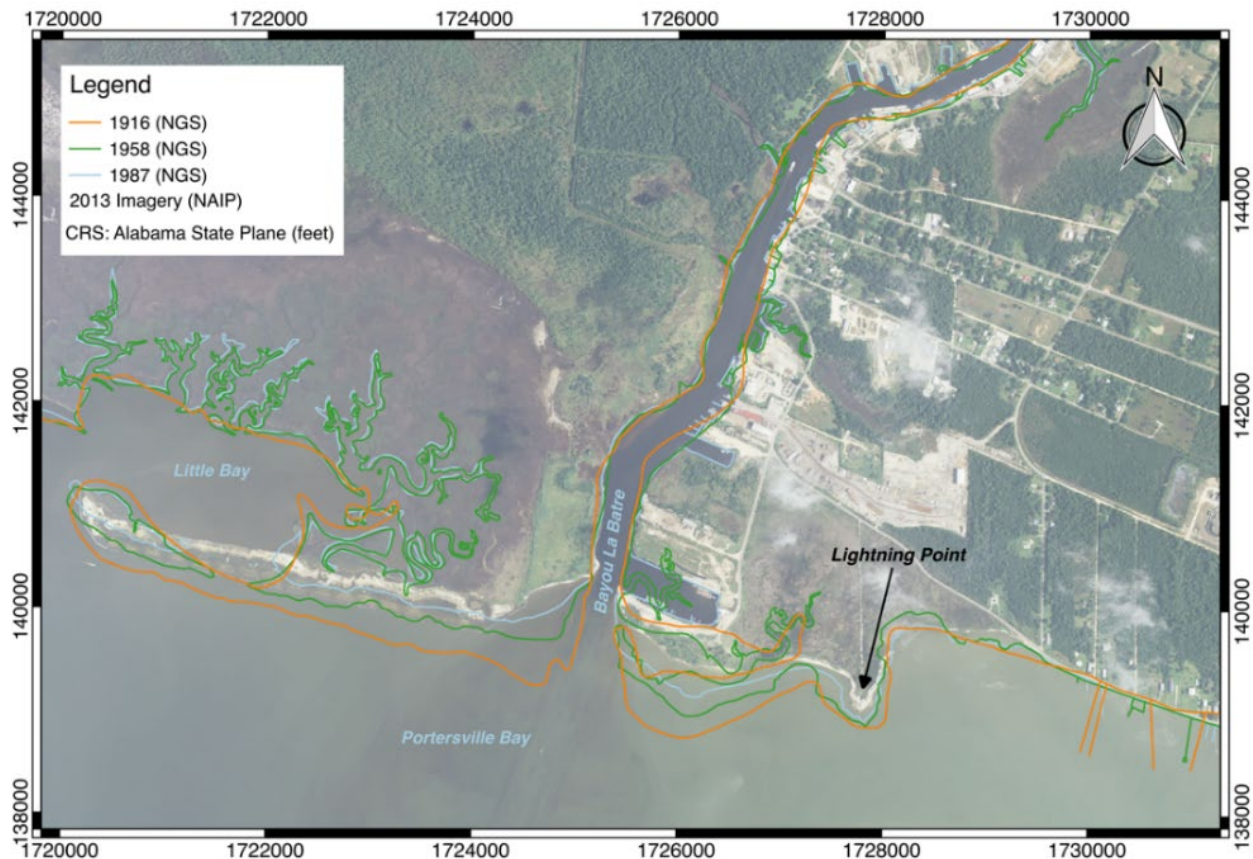 1720000 1722000 1724000 1726000 1728000 1730000
Legend
1916 (NGS)
1958 (NGS)
1987 (NGS)
2013 Imagery (NAIP)
CRS: Alabama State Plane (feet)
N
144000 144000
142000 142000
Little Bay
Bayou La Batre
Lightning Point
140000 140000
Portersville Bay
138000 138000
1720000 1722000 1724000 1726000 1728000 1730000